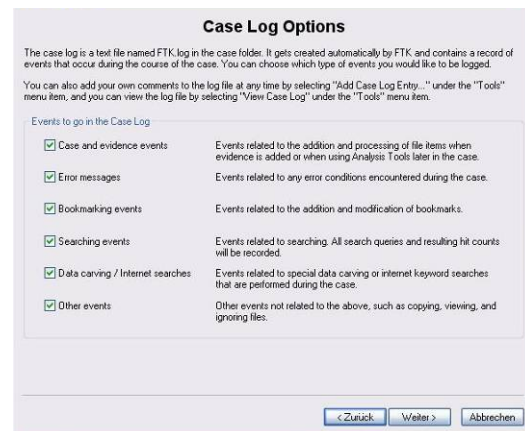 Case Log Options
The case log is a text file named FTK.log in the case folder. It gets created automatically by FTK and contains a record of
events that occur during the course of the case. You can choose which type of events you would like to be logged.
You can also add your own comments to the log file at any time by selecting "Add Case Log Entry..." under the "Tools"
menu item, and you can view the log file by selecting "View Case Log" under the "Tools" menu item.
Events to go in the Case Log
Case and evidence events
Events related to the addition and processing of file items when
evidence is added or when using Analysis Tools later in the case.
Error messages
Events related to any error conditions encountered during the case.
Bookmarking events
Events related to the addition and modification of bookmarks.
Searching events
Events related to searching. All search queries and resulting hit counts
will be recorded.
Data carving / Internet searches
Events related to special data carving or internet keyword searches
that are performed during the case.
Other events
Other events not related to the above, such as copying, viewing, and
ignoring files.
< Zurück
Weiter >
Abbrechen